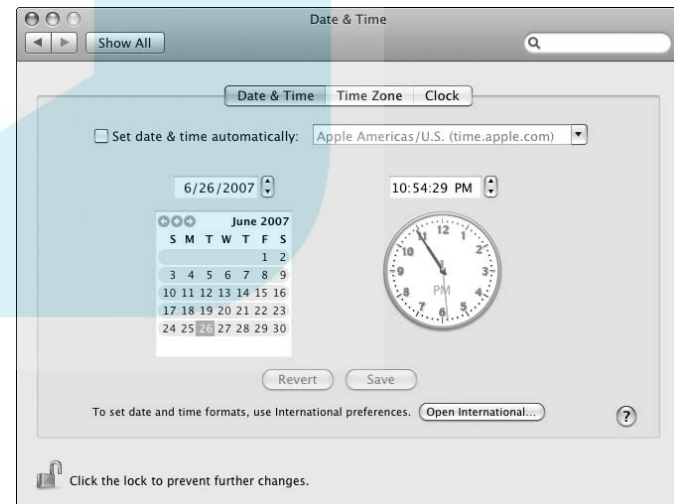 Date & Time
Show All
Date & Time Time Zone Clock
Set date & time automatically: Apple Americas/U.S. (time.apple.com)
6/26/2007
10:54:29 PM
June 2007
S M T W T F S
1 2
3 4 5 6 7 8 9
10 11 12 13 14 15 16
17 18 19 20 21 22 23
24 25 26 27 28 29 30
12
1
2
3
4
5
6
7
8
9
10
11
PM
Revert Save
To set date and time formats, use International preferences. Open International... ?
Click the lock to prevent further changes.